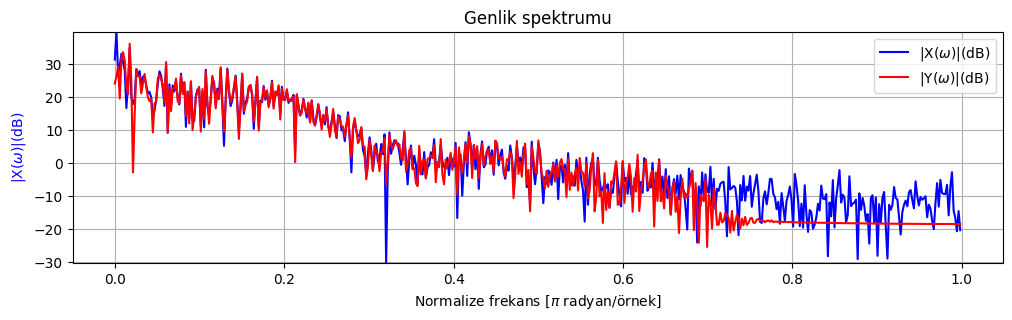 Genlik spektrumu
|X(ω)|(dB)
|X(ω)|(dB)
|Y(ω)|(dB)
30
20
10
0
−10
−20
−30
0.0 0.2 0.4 0.6 0.8 1.0
Normalize frekans [π radyan/örnek]